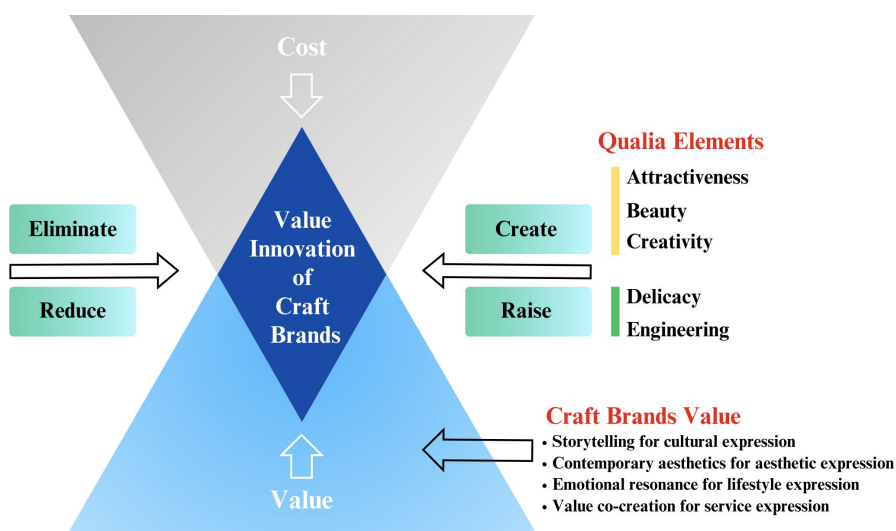 Cost
Qualia Elements
Attractiveness
Beauty
Creativity
Eliminate
Reduce
Value
Innovation
of
Craft
Brands
Create
Raise
Delicacy
Engineering
Craft Brands Value
• Storytelling for cultural expression
• Contemporary aesthetics for aesthetic expression
• Emotional resonance for lifestyle expression
• Value co-creation for service expression
Value